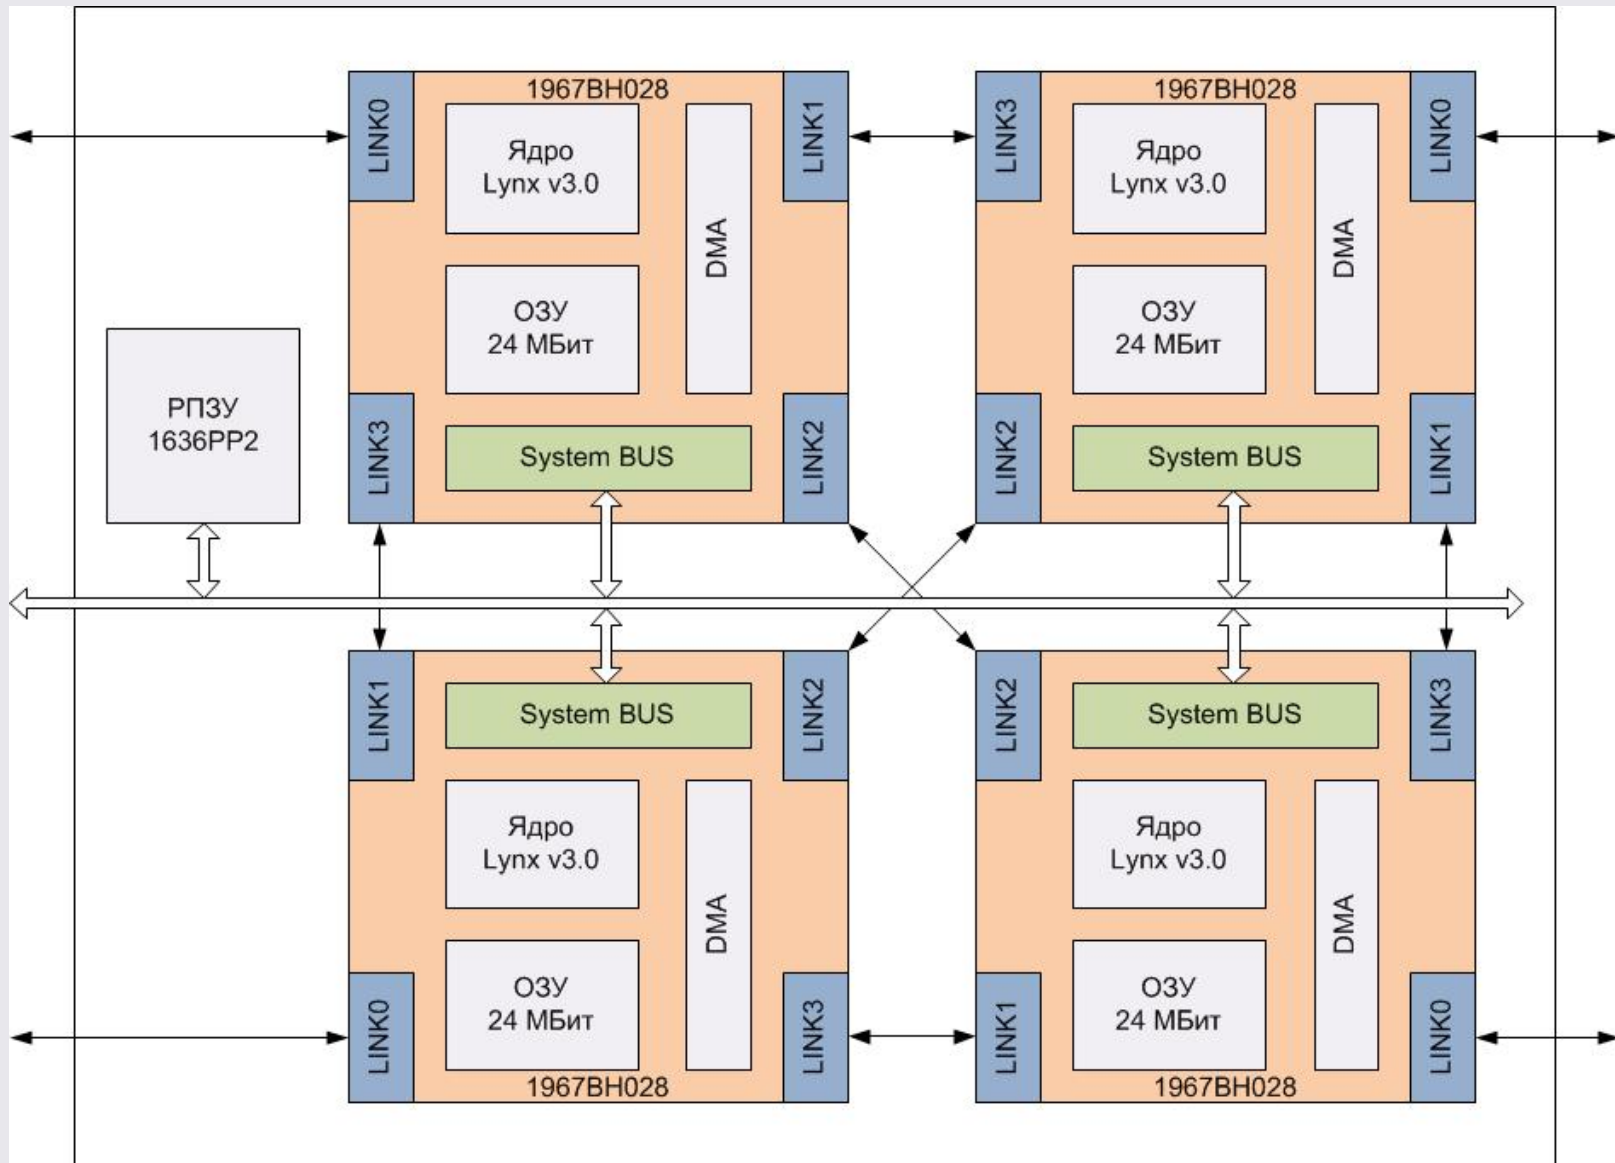 1967ВН028
LINK0
LINK1
Ядро
Lynx v3.0
DMA
ОЗУ
24 МБит
LINK3
LINK2
System BUS
1967ВН028
LINK3
LINK0
Ядро
Lynx v3.0
DMA
ОЗУ
24 МБит
LINK2
LINK1
System BUS
РПЗУ
1636РР2
LINK1
LINK2
System BUS
Ядро
Lynx v3.0
DMA
ОЗУ
24 МБит
LINK0
LINK3
1967ВН028
LINK2
LINK3
System BUS
Ядро
Lynx v3.0
DMA
ОЗУ
24 МБит
LINK1
LINK0
1967ВН028